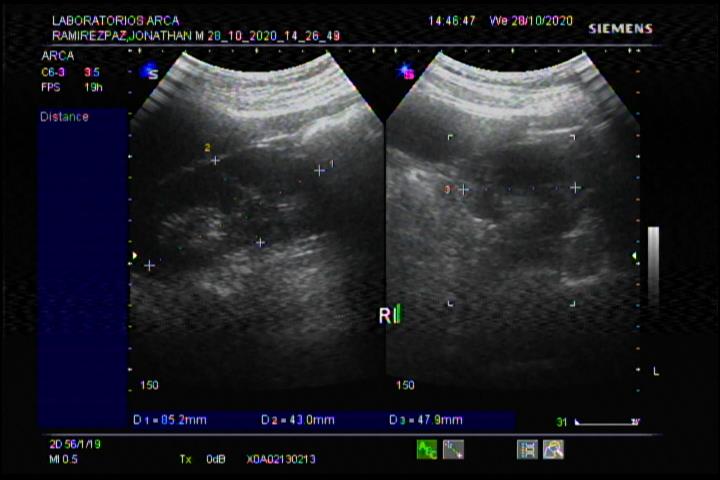 LABORATORIOS ARCA 14:46:47 We 28/10/2020 SIEMENS
RAMIREZPAZ,JONATHAN M 28_10_2020_14_26_49
ARCA
C6-3 3.5
FPS 19h
Distance
S
S
2
1
3
RI
150 150
L
D1=85.2mm D2=43.0mm D3=47.9mm
31
2D 56/1/19
MI 0.5 Tx 0dB X0A02130213
ABC